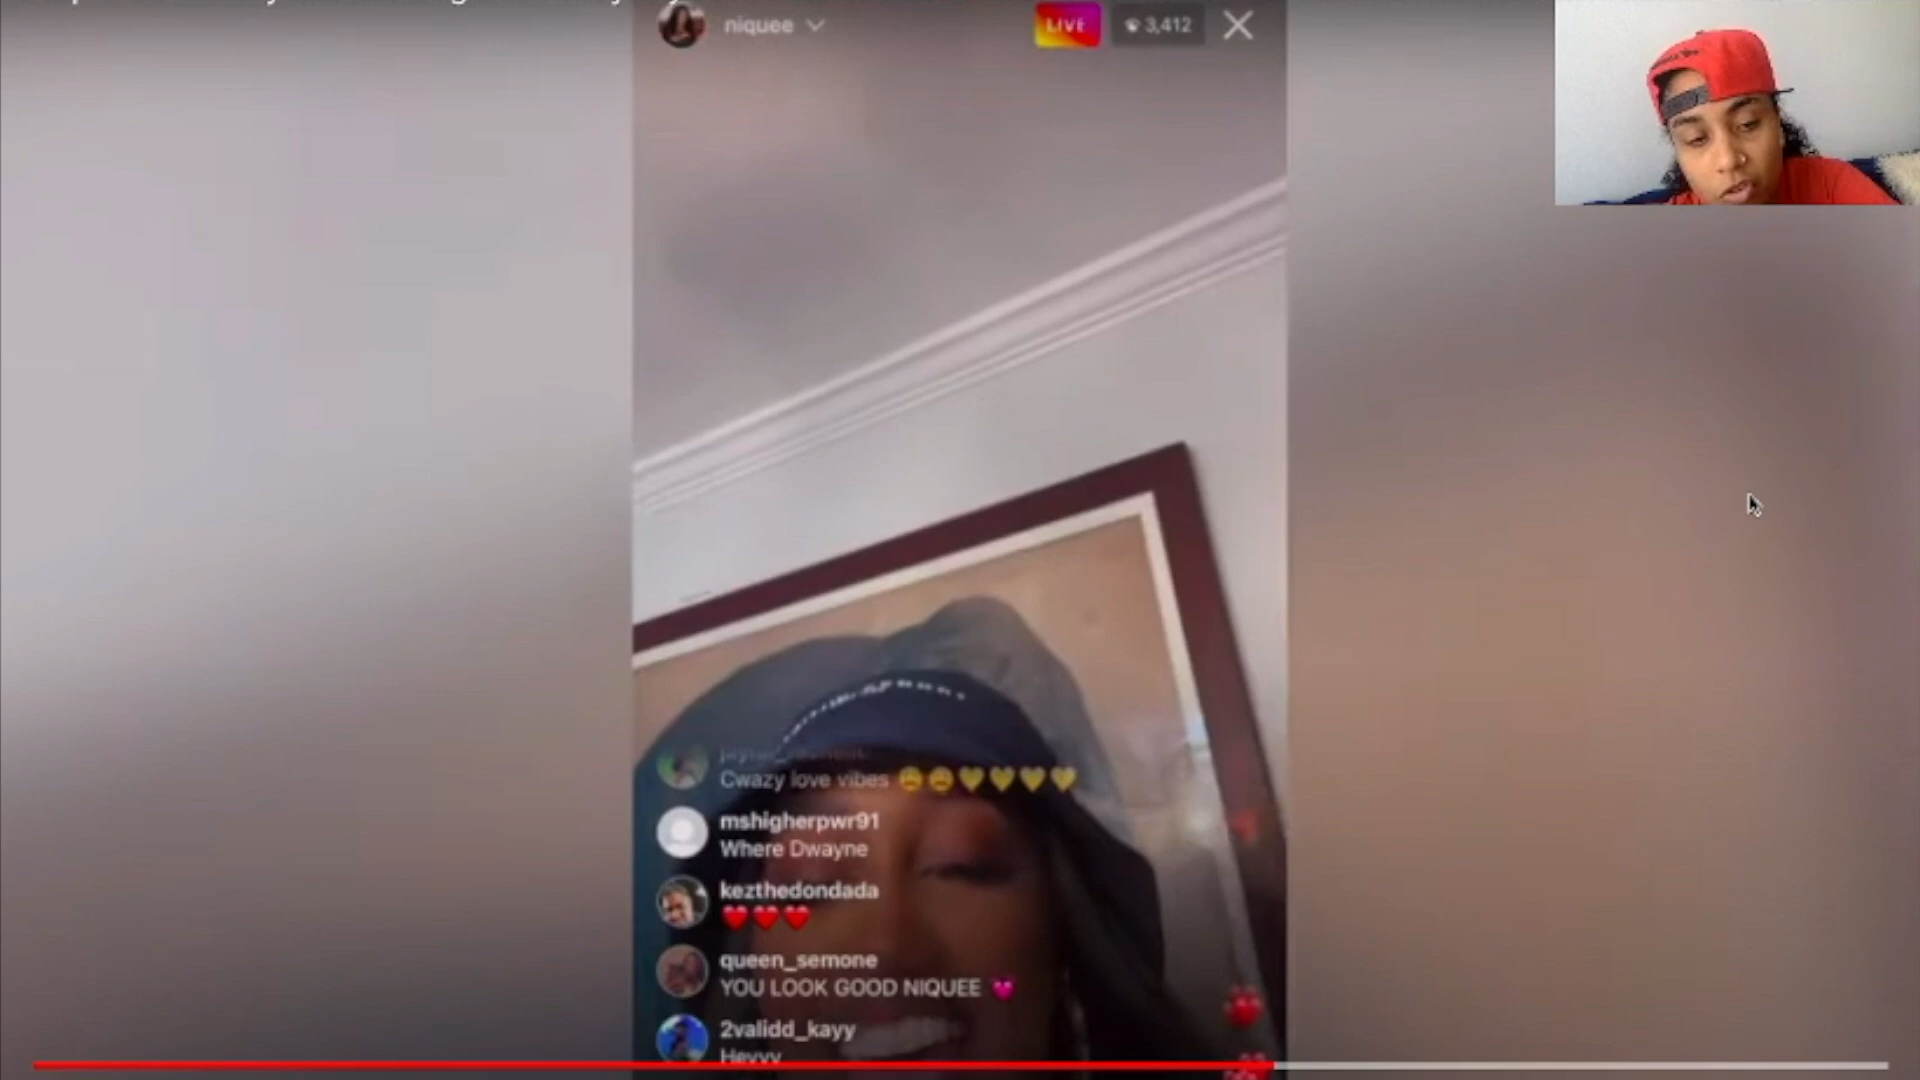 niquee
LIVE
3,412
Cwazy love vibes 😩😩💛💛💛💛
mshigherpwr91
Where Dwayne
kezthedondada
❤️❤️❤️
queen_semone
YOU LOOK GOOD NIQUEE 💗
2validd_kayy
Heyyy